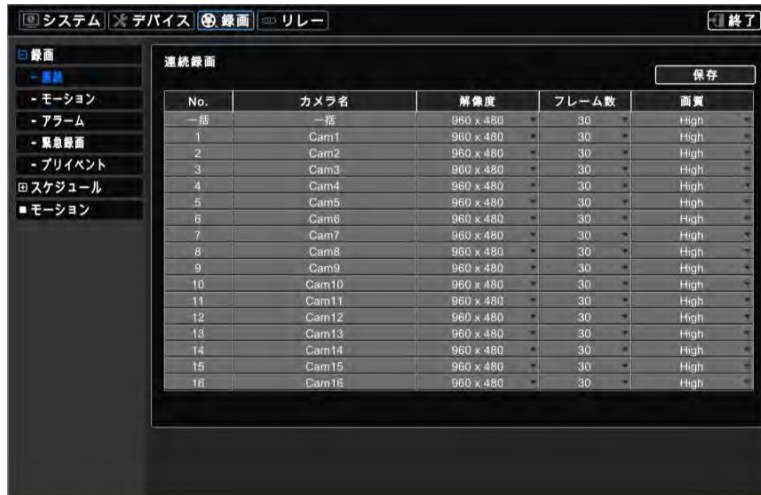 システム デバイス 録画 リレー 終了
録画
- 連続
- モーション
- アラーム
- 緊急録画
- プリイベント
スケジュール
モーション
連続録画
保存
No. カメラ名 解像度 フレーム数 画質
一括 一括 960 x 480 30 High
1 Cam1 960 x 480 30 High
2 Cam2 960 x 480 30 High
3 Cam3 960 x 480 30 High
4 Cam4 960 x 480 30 High
5 Cam5 960 x 480 30 High
6 Cam6 960 x 480 30 High
7 Cam7 960 x 480 30 High
8 Cam8 960 x 480 30 High
9 Cam9 960 x 480 30 High
10 Cam10 960 x 480 30 High
11 Cam11 960 x 480 30 High
12 Cam12 960 x 480 30 High
13 Cam13 960 x 480 30 High
14 Cam14 960 x 480 30 High
15 Cam15 960 x 480 30 High
16 Cam16 960 x 480 30 High